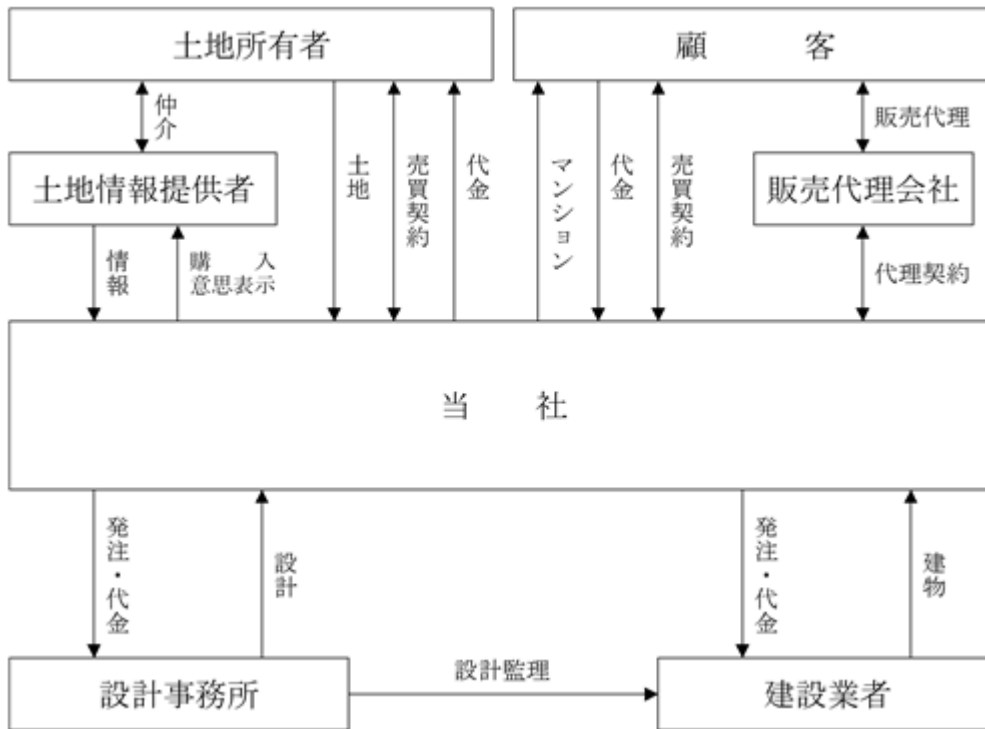 土地所有者
顧客
仲介
販売代理
土地情報提供者
土地
売買契約
代金
マンション
代金
売買契約
販売代理会社
情報
購入
意思表示
代理契約
当社
発注・代金
設計
発注・代金
建物
設計事務所
設計監理
建設業者